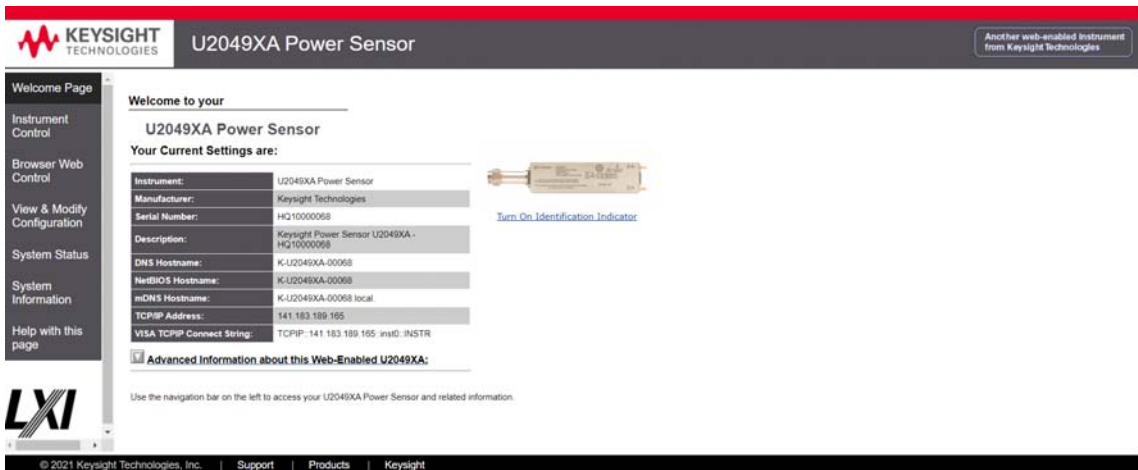 KEYSIGHT
TECHNOLOGIES
U2049XA Power Sensor
Another web-enabled Instrument
from Keysight Technologies
Welcome Page
Instrument
Control
Browser Web
Control
View & Modify
Configuration
System Status
System
Information
Help with this
page
LXI
Welcome to your
U2049XA Power Sensor
Your Current Settings are:
Instrument: U2049XA Power Sensor
Manufacturer: Keysight Technologies
Serial Number: HQ10000068
Description: Keysight Power Sensor U2049XA -
HQ10000068
DNS Hostname: K-U2049XA-00068
NetBIOS Hostname: K-U2049XA-00068
mDNS Hostname: K-U2049XA-00068.local.
TCP/IP Address: 141.183.189.165
VISA TCPIP Connect String: TCPIP::141.183.189.165::inst0::INSTR
Advanced Information about this Web-Enabled U2049XA:
Turn On Identification Indicator
Use the navigation bar on the left to access your U2049XA Power Sensor and related information.
© 2021 Keysight Technologies, Inc. | Support | Products | Keysight